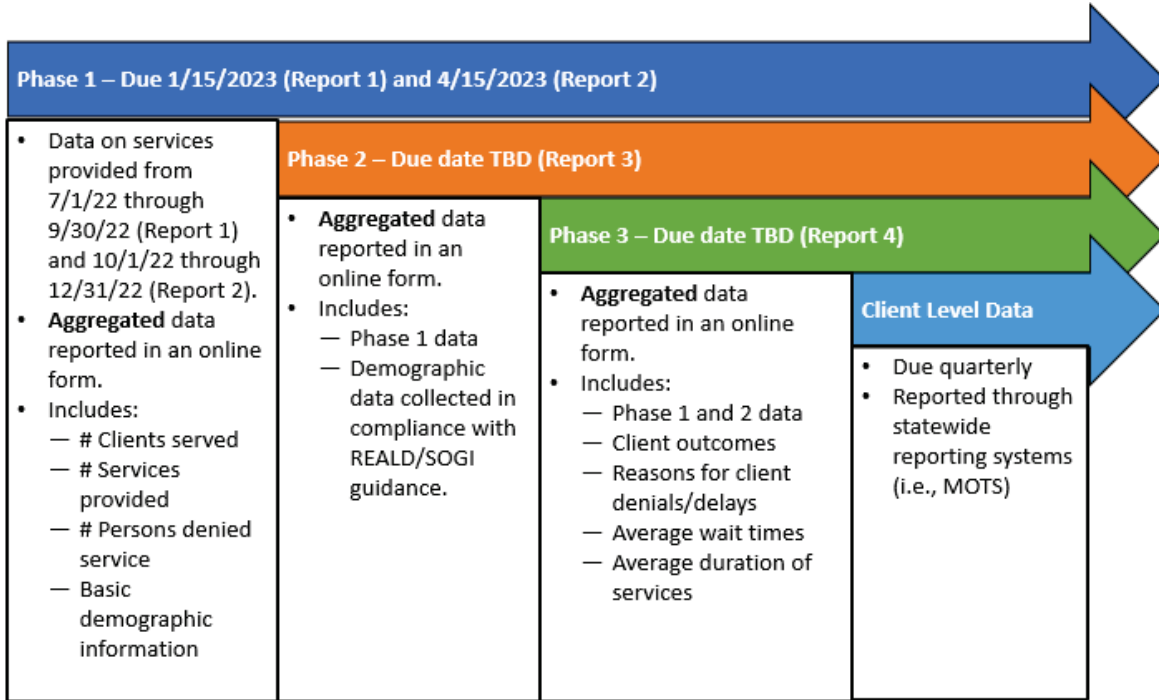 Phase 1 – Due 1/15/2023 (Report 1) and 4/15/2023 (Report 2)
• Data on services
provided from
7/1/22 through
9/30/22 (Report 1)
and 10/1/22 through
12/31/22 (Report 2).
• Aggregated data
reported in an online
form.
• Includes:
— # Clients served
— # Services
provided
— # Persons denied
service
— Basic
demographic
information
Phase 2 – Due date TBD (Report 3)
• Aggregated data
reported in an
online form.
• Includes:
— Phase 1 data
— Demographic
data collected in
compliance with
REALD/SOGI
guidance.
Phase 3 – Due date TBD (Report 4)
• Aggregated data
reported in an online
form.
• Includes:
— Phase 1 and 2 data
— Client outcomes
— Reasons for client
denials/delays
— Average wait times
— Average duration of
services
Client Level Data
• Due quarterly
• Reported through
statewide
reporting systems
(i.e., MOTS)